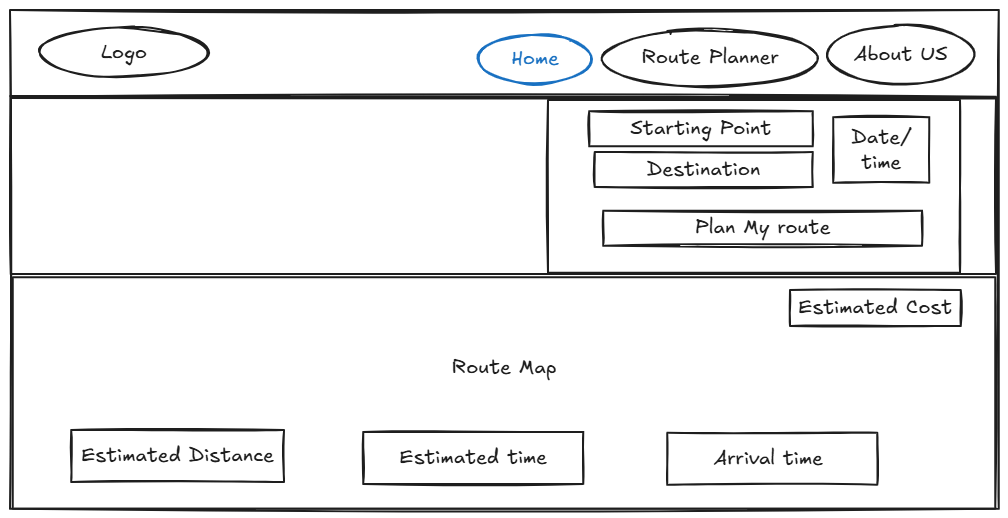 Logo
Home
Route Planner
About US
Starting Point
Date/
time
Destination
Plan My route
Estimated Cost
Route Map
Estimated Distance
Estimated time
Arrival time